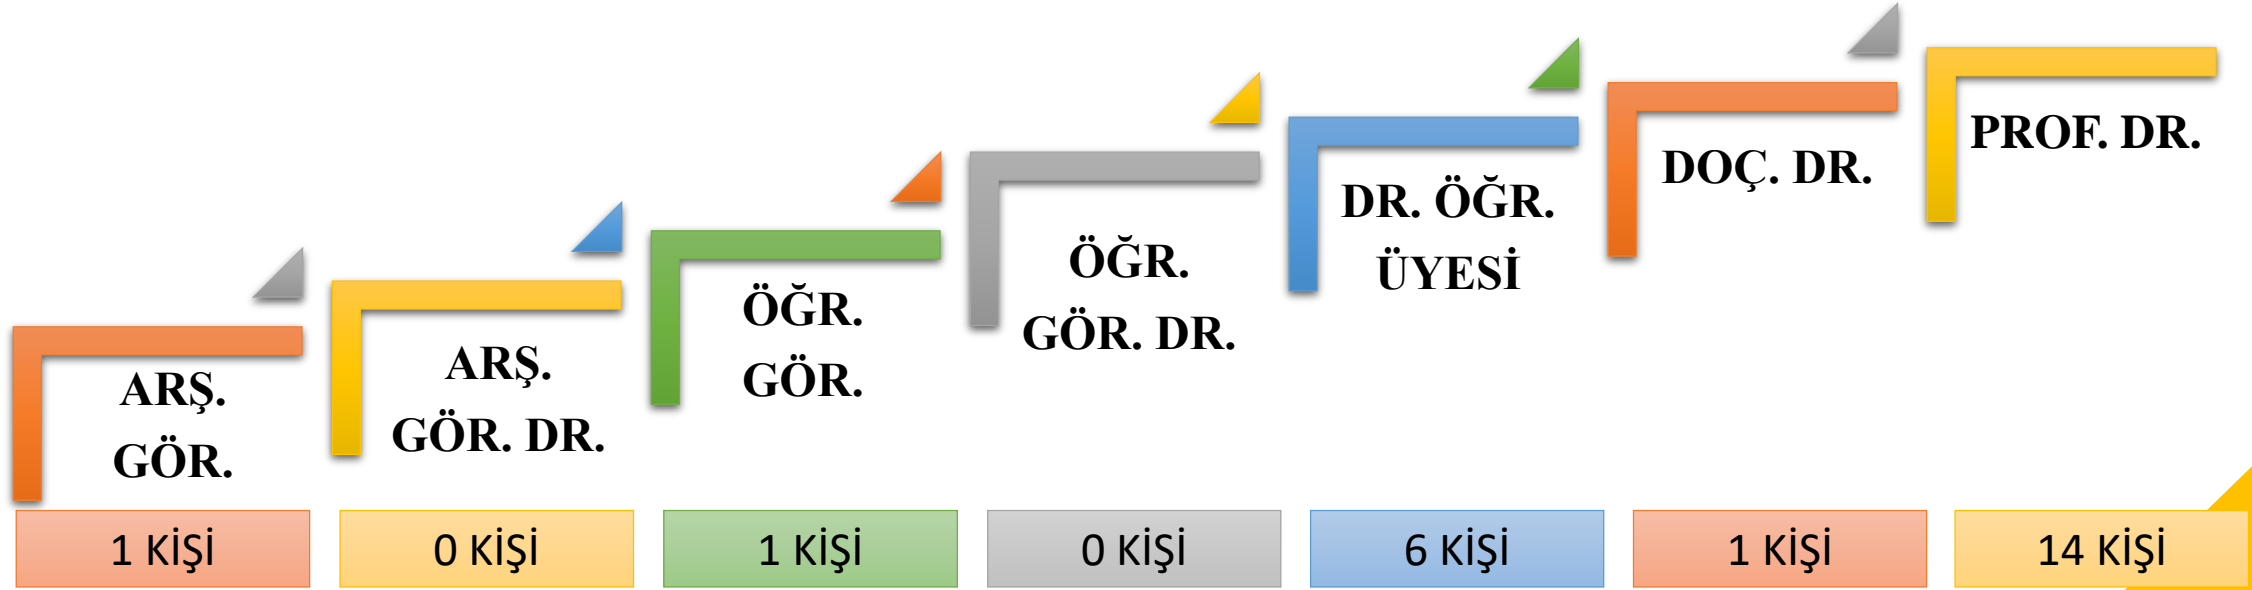 ARŞ.
GÖR.
ARŞ.
GÖR. DR.
ÖĞR.
GÖR.
ÖĞR.
GÖR. DR.
DR. ÖĞR.
ÜYESİ
DOÇ. DR.
PROF. DR.
1 KİŞİ
0 KİŞİ
1 KİŞİ
0 KİŞİ
6 KİŞİ
1 KİŞİ
14 KİŞİ